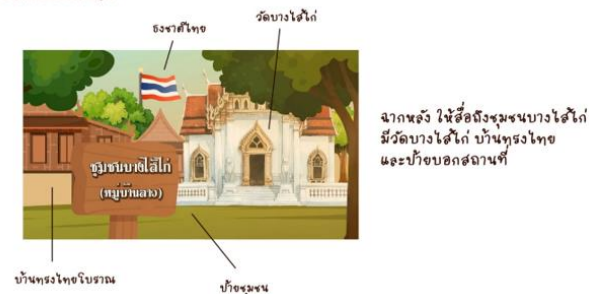 วัดบางไส้ไก่
ธงชาติไทย
ชุมชนบางไส้ไก่
(หมู่บ้านลาว)
ฉากหลัง ให้สื่อถึงชุมชนบางไส้ไก่
มีวัดบางไส้ไก่ บ้านทรงไทย
และป้ายบอกสถานที่
บ้านทรงไทยโบราณ
ป้ายชุมชน